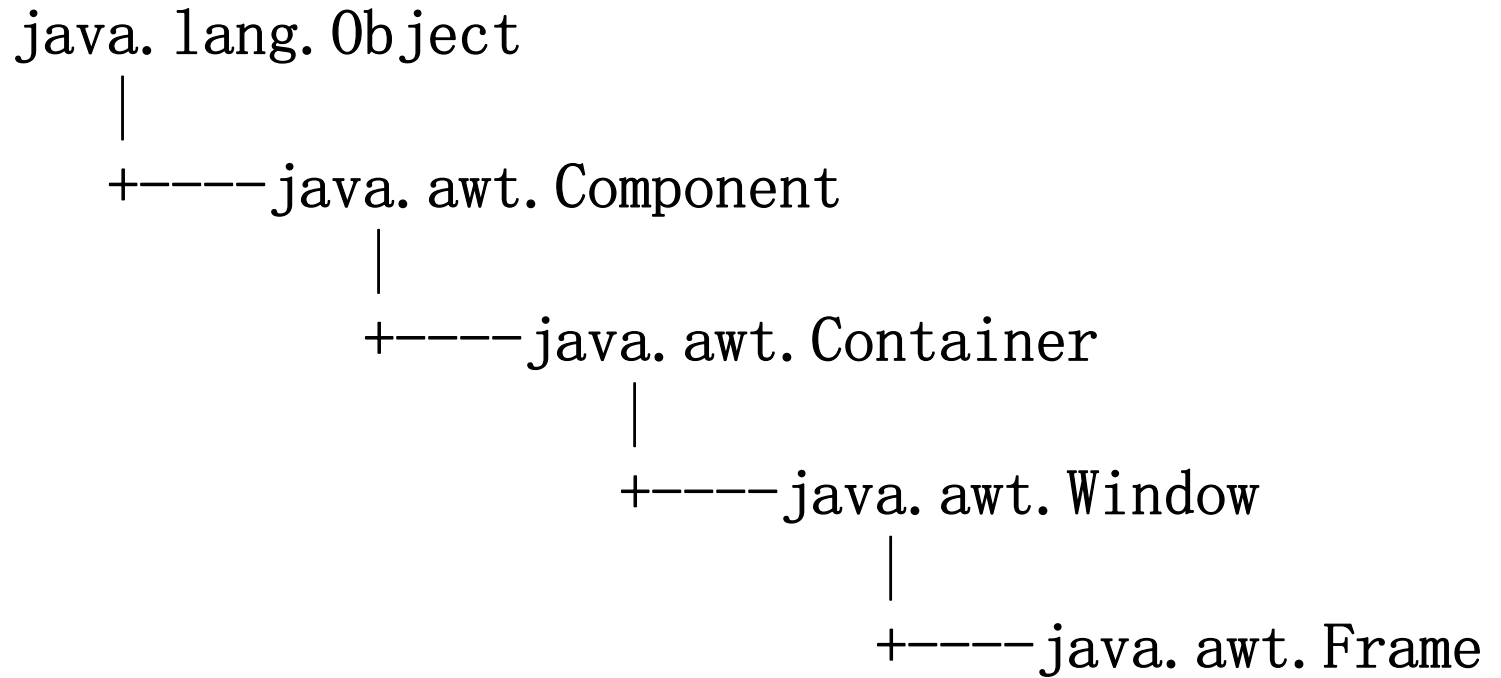 java.lang.Object
|
+----java.awt.Component
|
+----java.awt.Container
|
+----java.awt.Window
|
+----java.awt.Frame